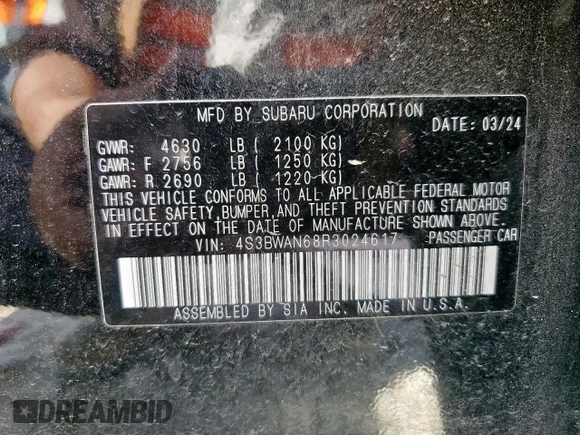 MFD BY SUBARU CORPORATION
DATE: 03/24
GVWR: 4630 LB ( 2100 KG)
GAWR: F 2756 LB ( 1250 KG)
GAWR: R 2690 LB ( 1220 KG)
THIS VEHICLE CONFORMS TO ALL APPLICABLE FEDERAL MOTOR
VEHICLE SAFETY, BUMPER, AND THEFT PREVENTION STANDARDS
IN EFFECT ON THE DATE OF MANUFACTURE SHOWN ABOVE.
VIN: 4S3BWAN68R3024617 PASSENGER CAR
ASSEMBLED BY SIA INC. MADE IN U.S.A.
DREAMBID